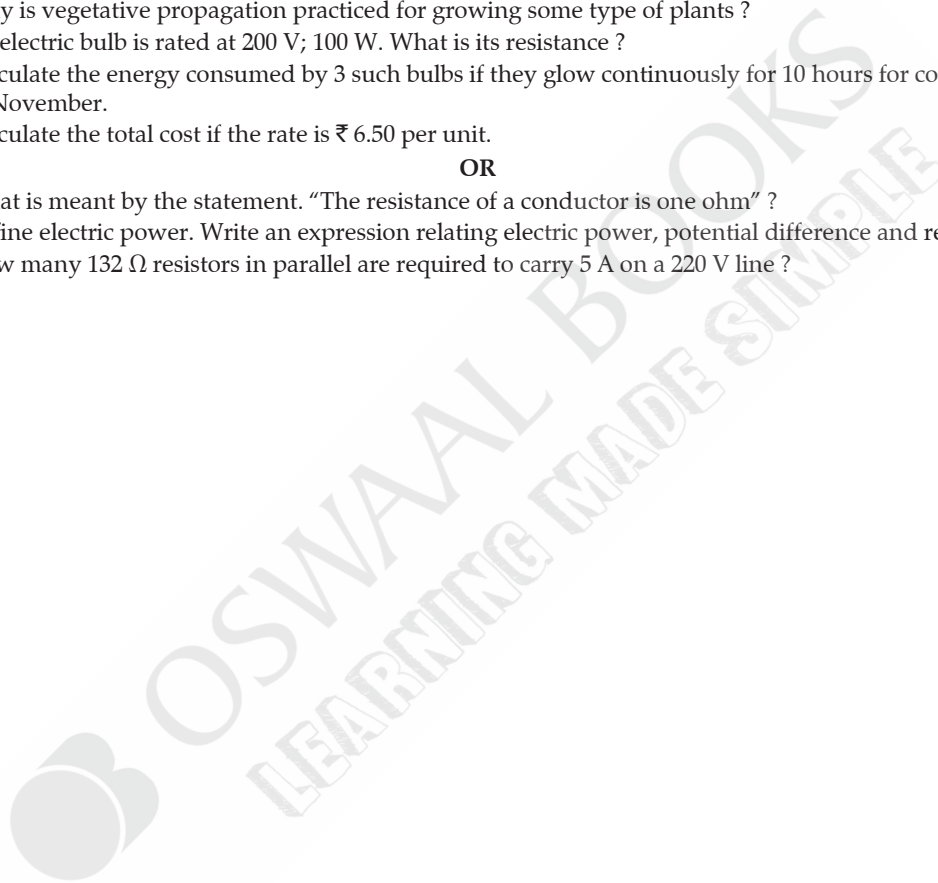 y is vegetative propagation practiced for growing some type of plants ?
electric bulb is rated at 200 V; 100 W. What is its resistance ?
culate the energy consumed by 3 such bulbs if they glow continuously for 10 hours for co
November.
culate the total cost if the rate is ₹ 6.50 per unit.
OR
at is meant by the statement. “The resistance of a conductor is one ohm” ?
fine electric power. Write an expression relating electric power, potential difference and re
w many 132 Ω resistors in parallel are required to carry 5 A on a 220 V line ?
OSWAAL BOOKS
LEARNING MADE SIMPLE